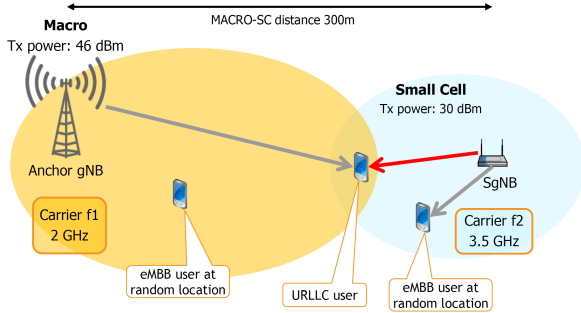 MACRO-SC distance 300m
Macro
Tx power: 46 dBm
Small Cell
Tx power: 30 dBm
Anchor gNB
SgNB
Carrier f1
2 GHz
Carrier f2
3.5 GHz
eMBB user at
random location
URLLC user
eMBB user at
random location